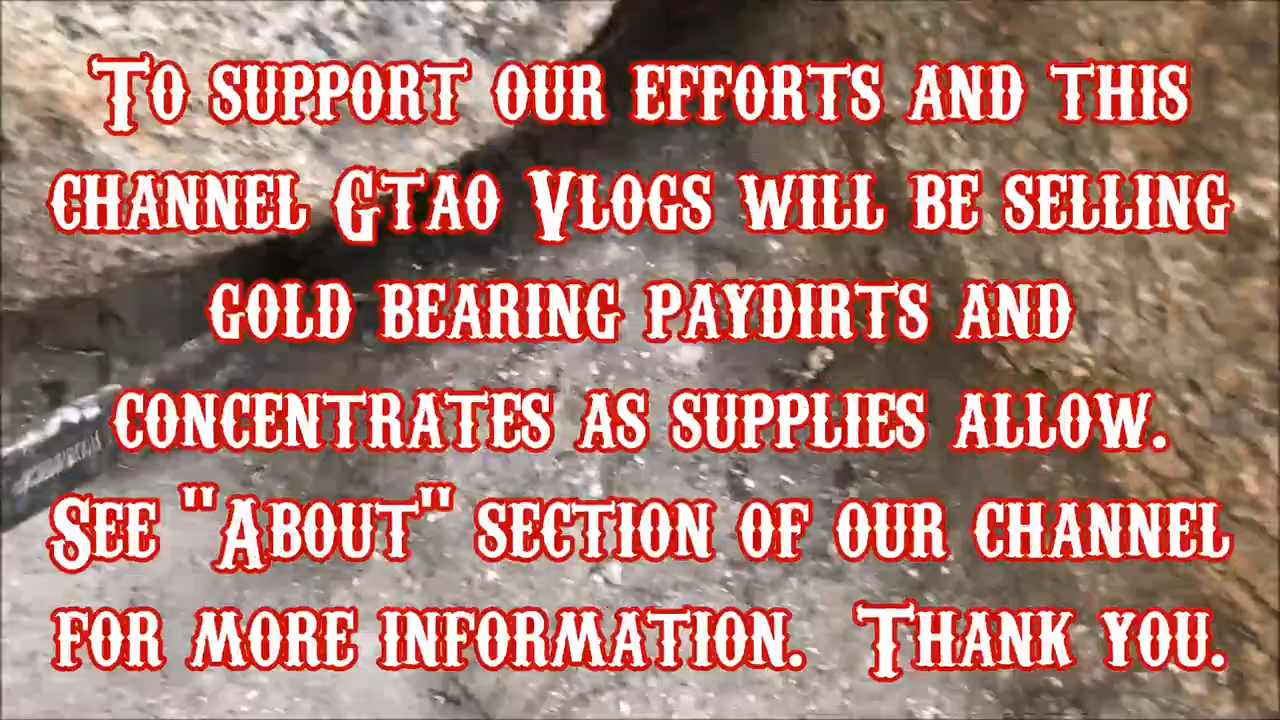 To support our efforts and this
channel Gtao Vlogs will be selling
gold bearing paydirts and
concentrates as supplies allow.
See "About" section of our channel
for more information. Thank you.